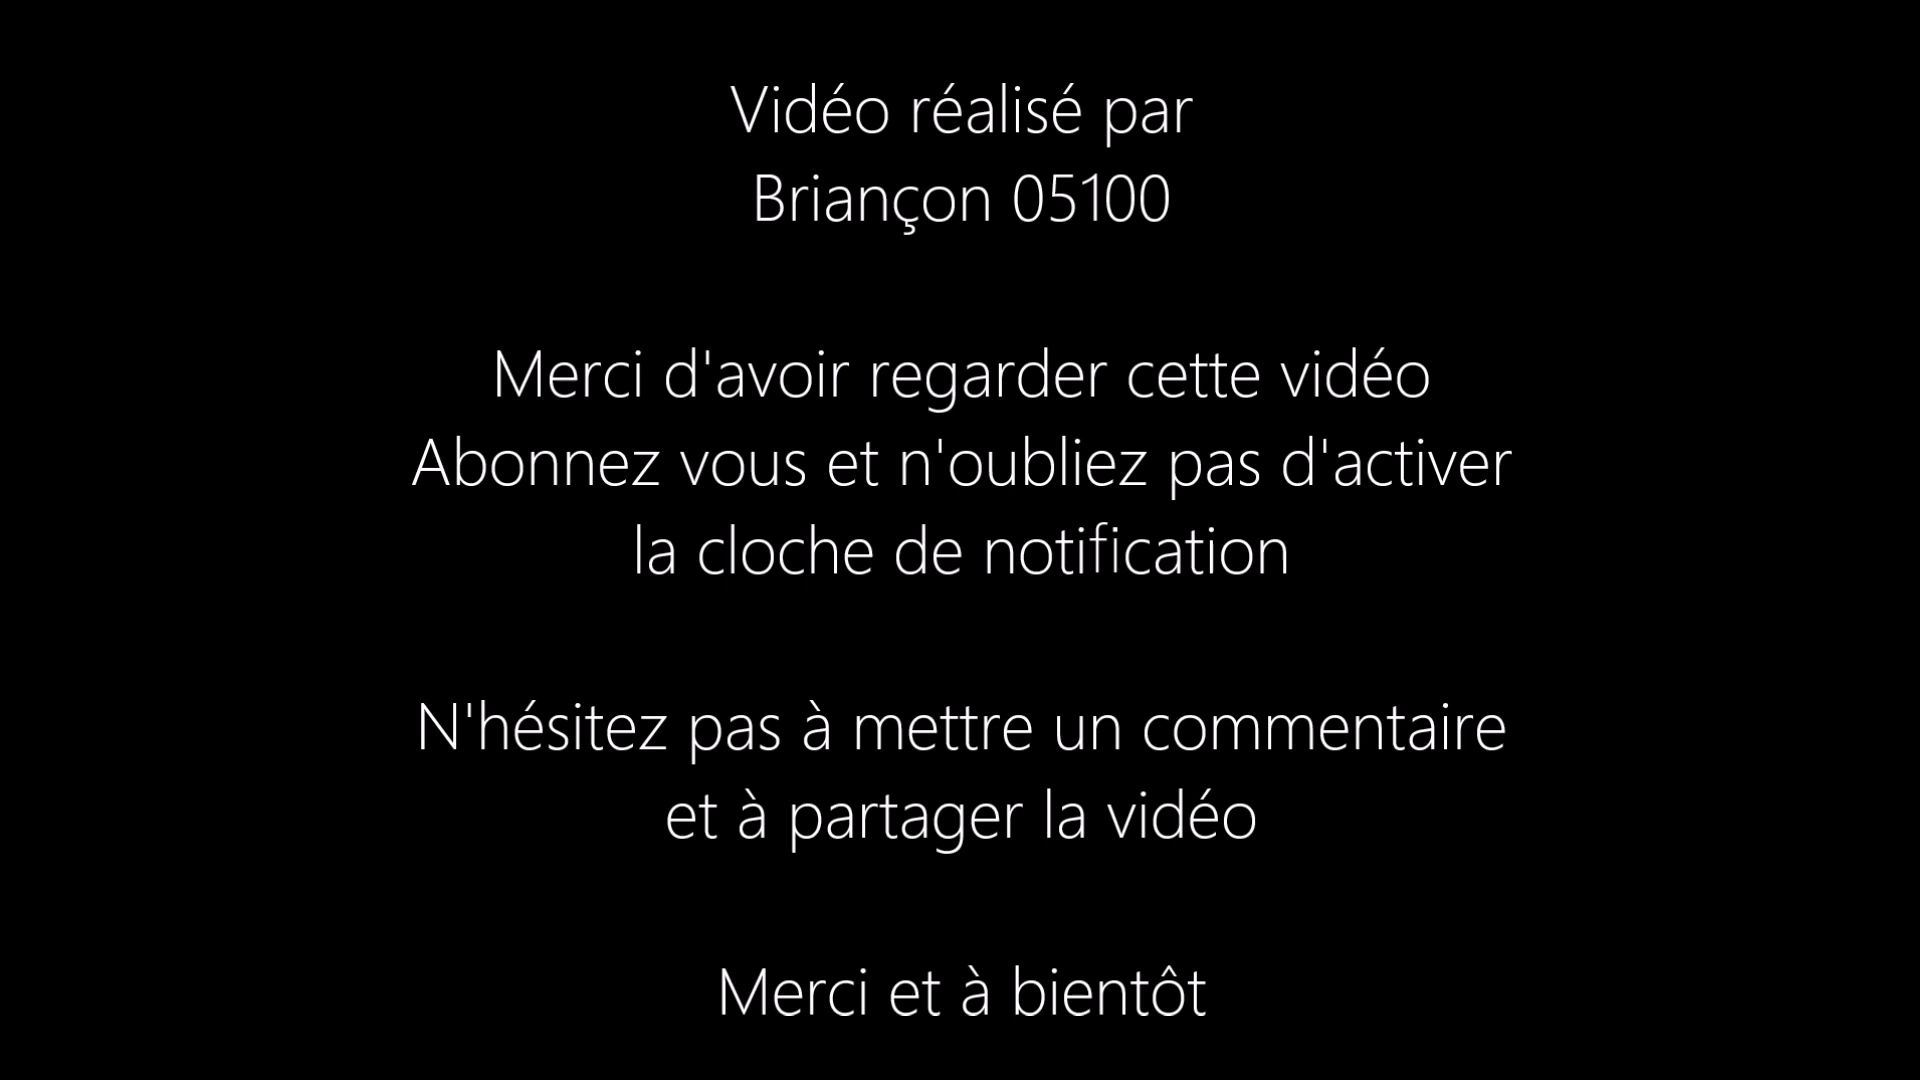 Vidéo réalisé par
Briançon 05100
Merci d'avoir regarder cette vidéo
Abonnez vous et n'oubliez pas d'activer
la cloche de notification
N'hésitez pas à mettre un commentaire
et à partager la vidéo
Merci et à bientôt